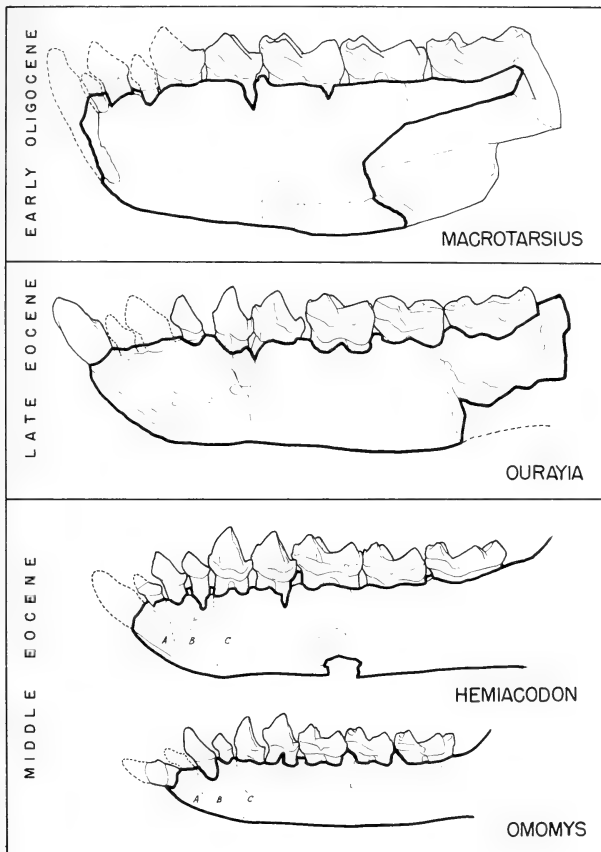 EARLY OLIGOCENE
MACROTARSIUS
LATE EOCENE
OURAYIA
MIDDLE EOCENE
A B C
HEMIACODON
A B C
OMOMYS